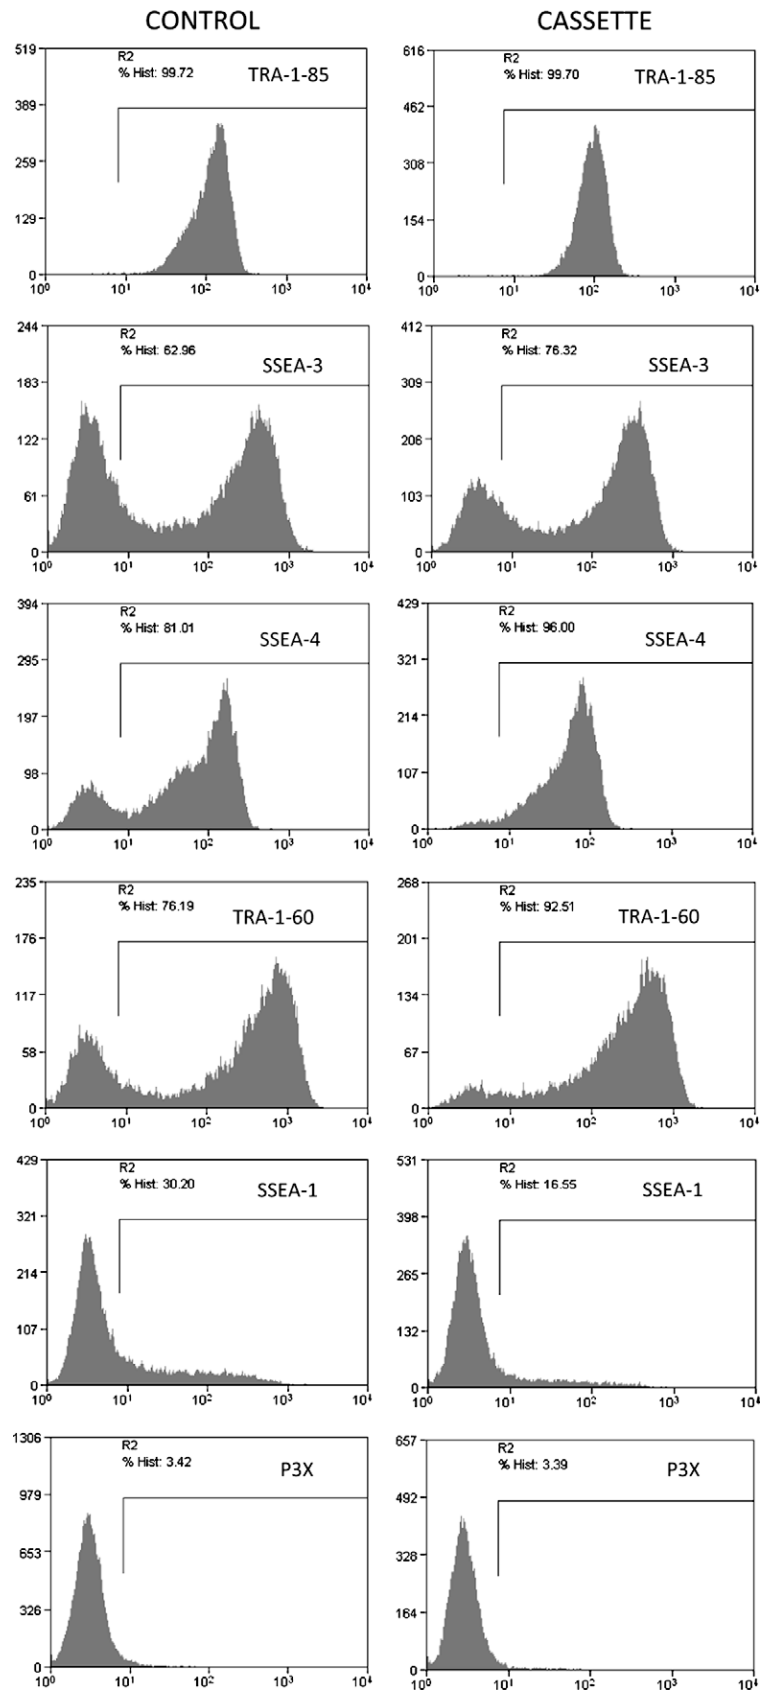 CONTROL CASSETTE
519
389
259
129
0
R2
% Hist: 99.72
TRA-1-85
10⁰ 10¹ 10² 10³ 10⁴
616
462
308
154
0
R2
% Hist: 99.70
TRA-1-85
10⁰ 10¹ 10² 10³ 10⁴
244
183
122
61
0
R2
% Hist: 62.96
SSEA-3
10⁰ 10¹ 10² 10³ 10⁴
412
309
206
103
0
R2
% Hist: 76.32
SSEA-3
10⁰ 10¹ 10² 10³ 10⁴
394
295
197
98
0
R2
% Hist: 81.01
SSEA-4
10⁰ 10¹ 10² 10³ 10⁴
429
321
214
107
0
R2
% Hist: 96.00
SSEA-4
10⁰ 10¹ 10² 10³ 10⁴
235
176
117
58
0
R2
% Hist: 76.19
TRA-1-60
10⁰ 10¹ 10² 10³ 10⁴
268
201
134
67
0
R2
% Hist: 92.51
TRA-1-60
10⁰ 10¹ 10² 10³ 10⁴
429
321
214
107
0
R2
% Hist: 30.20
SSEA-1
10⁰ 10¹ 10² 10³ 10⁴
531
398
265
132
0
R2
% Hist: 16.55
SSEA-1
10⁰ 10¹ 10² 10³ 10⁴
1306
979
653
326
0
R2
% Hist: 3.42
P3X
10⁰ 10¹ 10² 10³ 10⁴
657
492
328
164
0
R2
% Hist: 3.39
P3X
10⁰ 10¹ 10² 10³ 10⁴